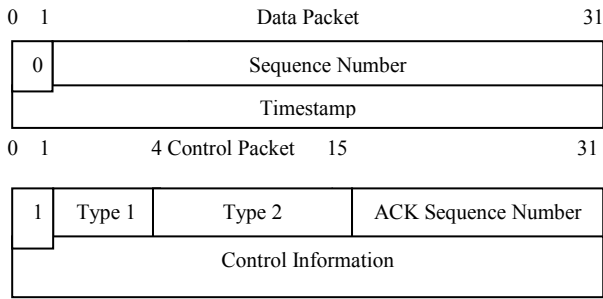 0 1 Data Packet 31
0 Sequence Number
Timestamp
0 1 4 Control Packet 15 31
1 Type 1 Type 2 ACK Sequence Number
Control Information